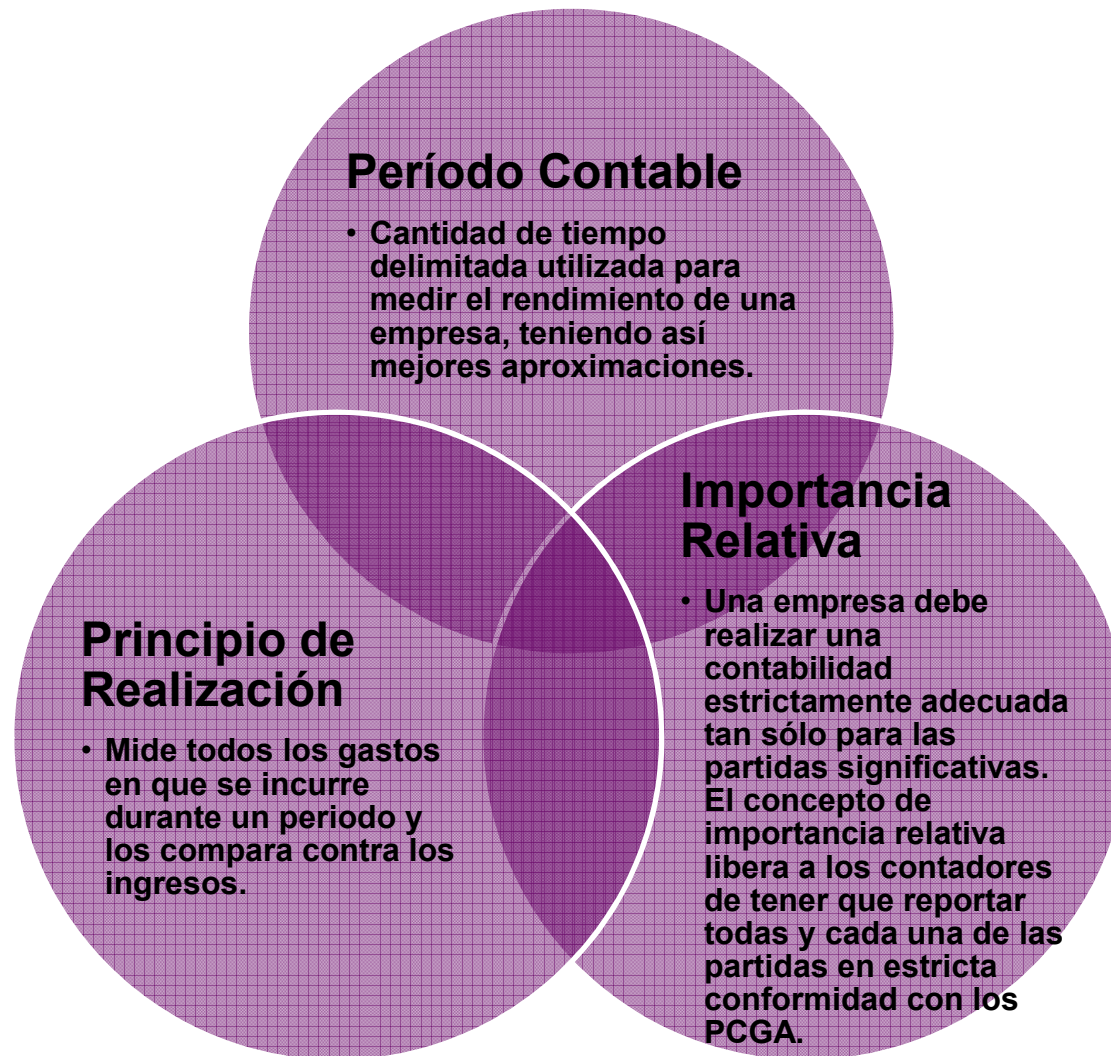 Período Contable
• Cantidad de tiempo
delimitada utilizada para
medir el rendimiento de una
empresa, teniendo así
mejores aproximaciones.
Principio de
Realización
• Mide todos los gastos
en que se incurre
durante un periodo y
los compara contra los
ingresos.
Importancia
Relativa
• Una empresa debe
realizar una
contabilidad
estrictamente adecuada
tan sólo para las
partidas significativas.
El concepto de
importancia relativa
libera a los contadores
de tener que reportar
todas y cada una de las
partidas en estricta
conformidad con los
PCGA.